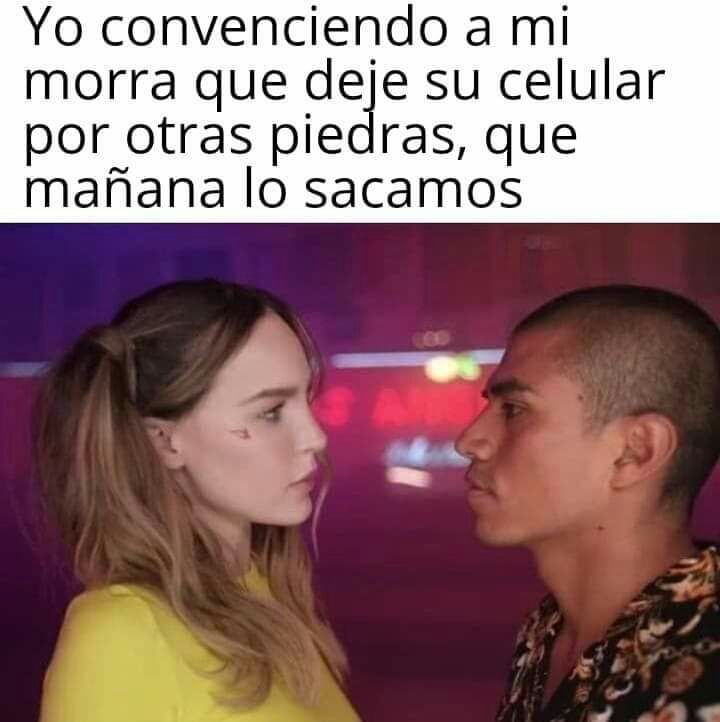 Yo convenciendo a mi
morra que deje su celular
por otras piedras, que
mañana lo sacamos